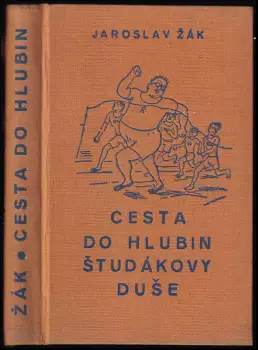 ŽÁK • CESTA DO HLUBIN
JAROSLAV ŽÁK
CESTA
DO HLUBIN
ŠTUDÁKOVY
DUŠE